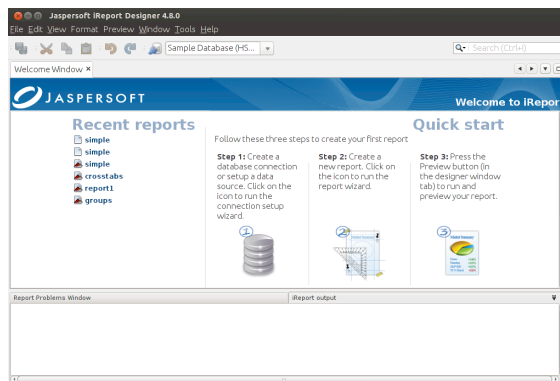 Jaspersoft iReport Designer 4.8.0
File Edit View Format Preview Window Tools Help
Sample Database (HS...
Search (Ctrl+I)
Welcome Window
JASPERSOFT
Welcome to iRepor
Recent reports
simple
simple
simple
crosstabs
report1
groups
Quick start
Follow these three steps to create your first report
Step 1: Create a
database connection
or setup a data
source. Click on the
icon to run the
connection setup
wizard.
Step 2: Create a
new report. Click on
the icon to run the
report wizard.
Step 3: Press the
Preview button (in
the designer window
tab) to run and
preview your report.
1
2
3
Report Problems Window
iReport output